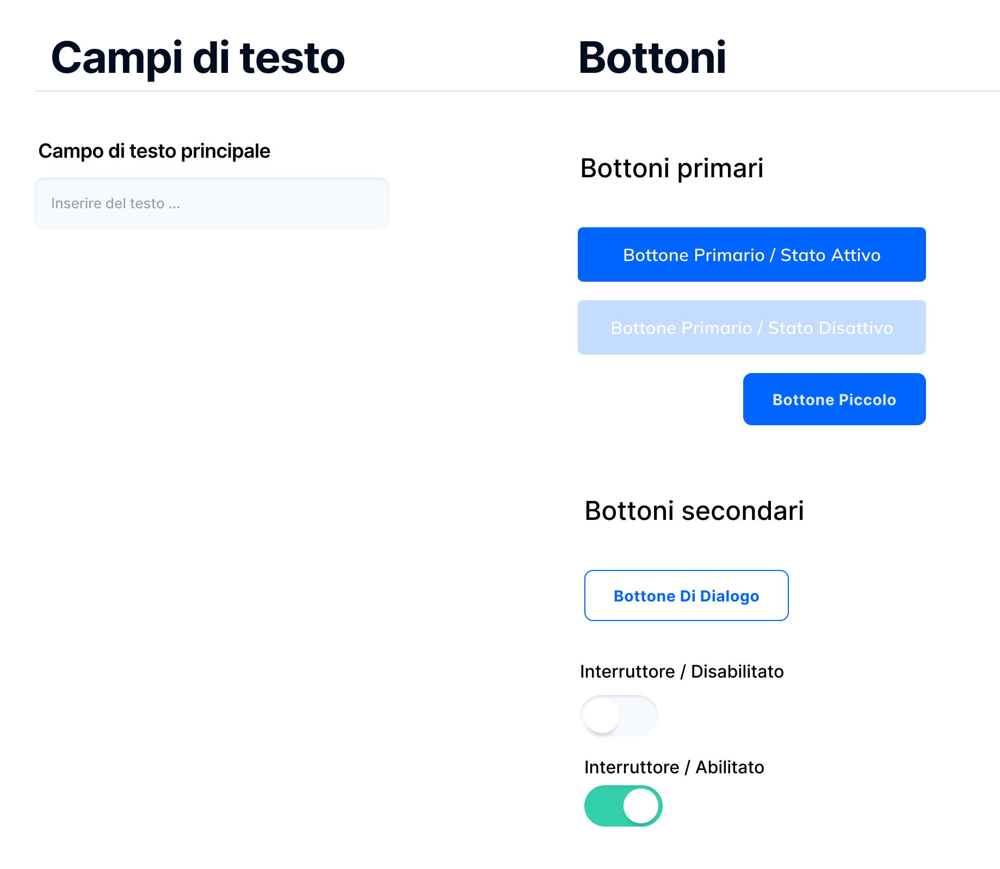 Campi di testo
Bottoni
Campo di testo principale
Inserire del testo ...
Bottoni primari
Bottone Primario / Stato Attivo
Bottone Primario / Stato Disattivo
Bottone Piccolo
Bottoni secondari
Bottone Di Dialogo
Interruttore / Disabilitato
Interruttore / Abilitato